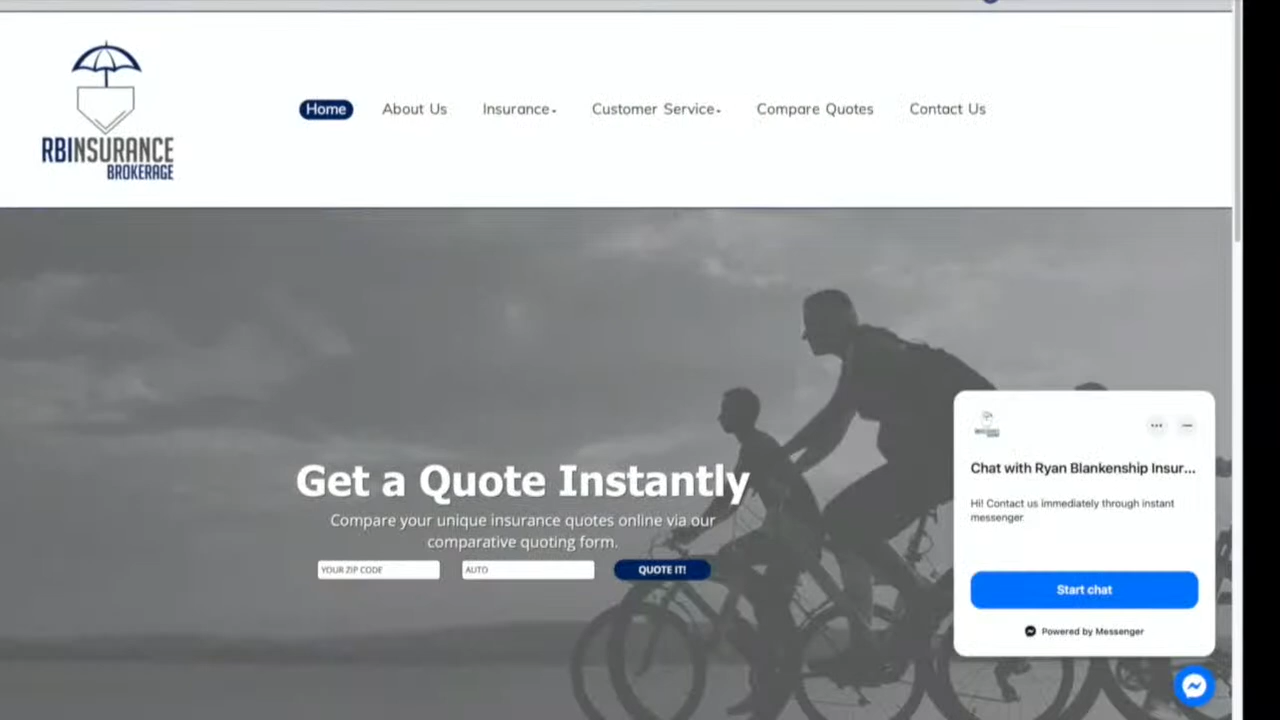 RBINSURANCE
BROKERAGE
Home
About Us
Insurance
Customer Service
Compare Quotes
Contact Us
Get a Quote Instantly
Compare your unique insurance quotes online via our
comparative quoting form.
YOUR ZIP CODE
AUTO
QUOTE IT!
Chat with Ryan Blankenship Insur...
Hi! Contact us immediately through instant
messenger.
Start chat
Powered by Messenger